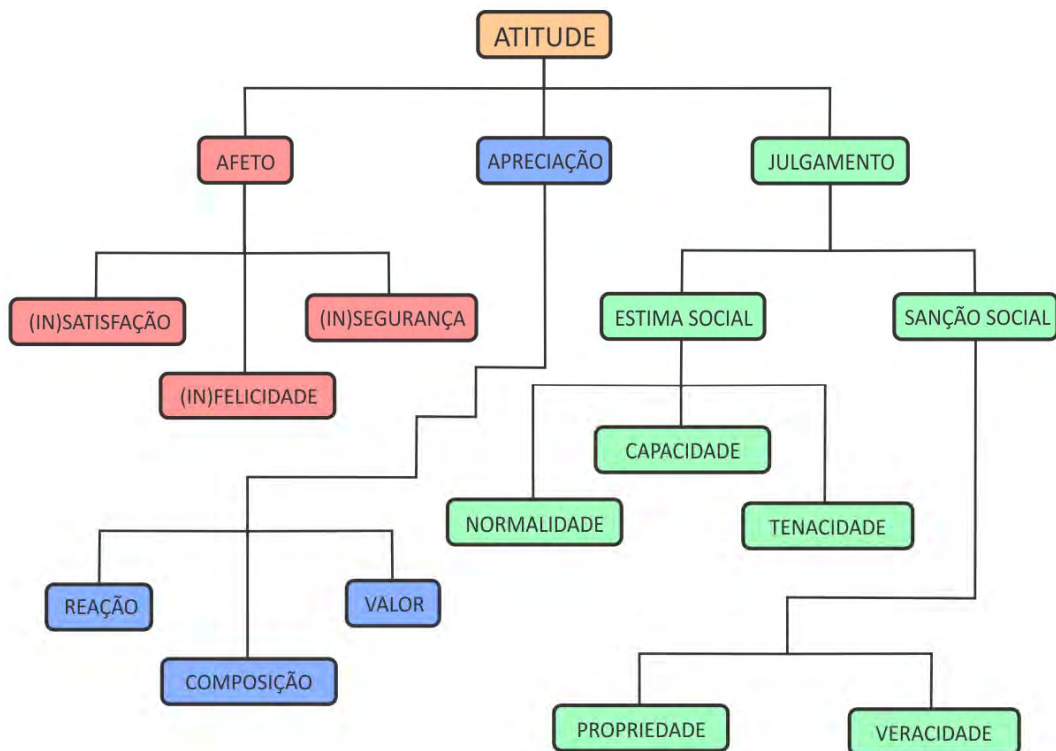 ATITUDE
AFETO
APRECIAÇÃO
JULGAMENTO
(IN)SATISFAÇÃO
(IN)SEGURANÇA
(IN)FELICIDADE
ESTIMA SOCIAL
SANÇÃO SOCIAL
CAPACIDADE
NORMALIDADE
TENACIDADE
REAÇÃO
VALOR
COMPOSIÇÃO
PROPRIEDADE
VERACIDADE